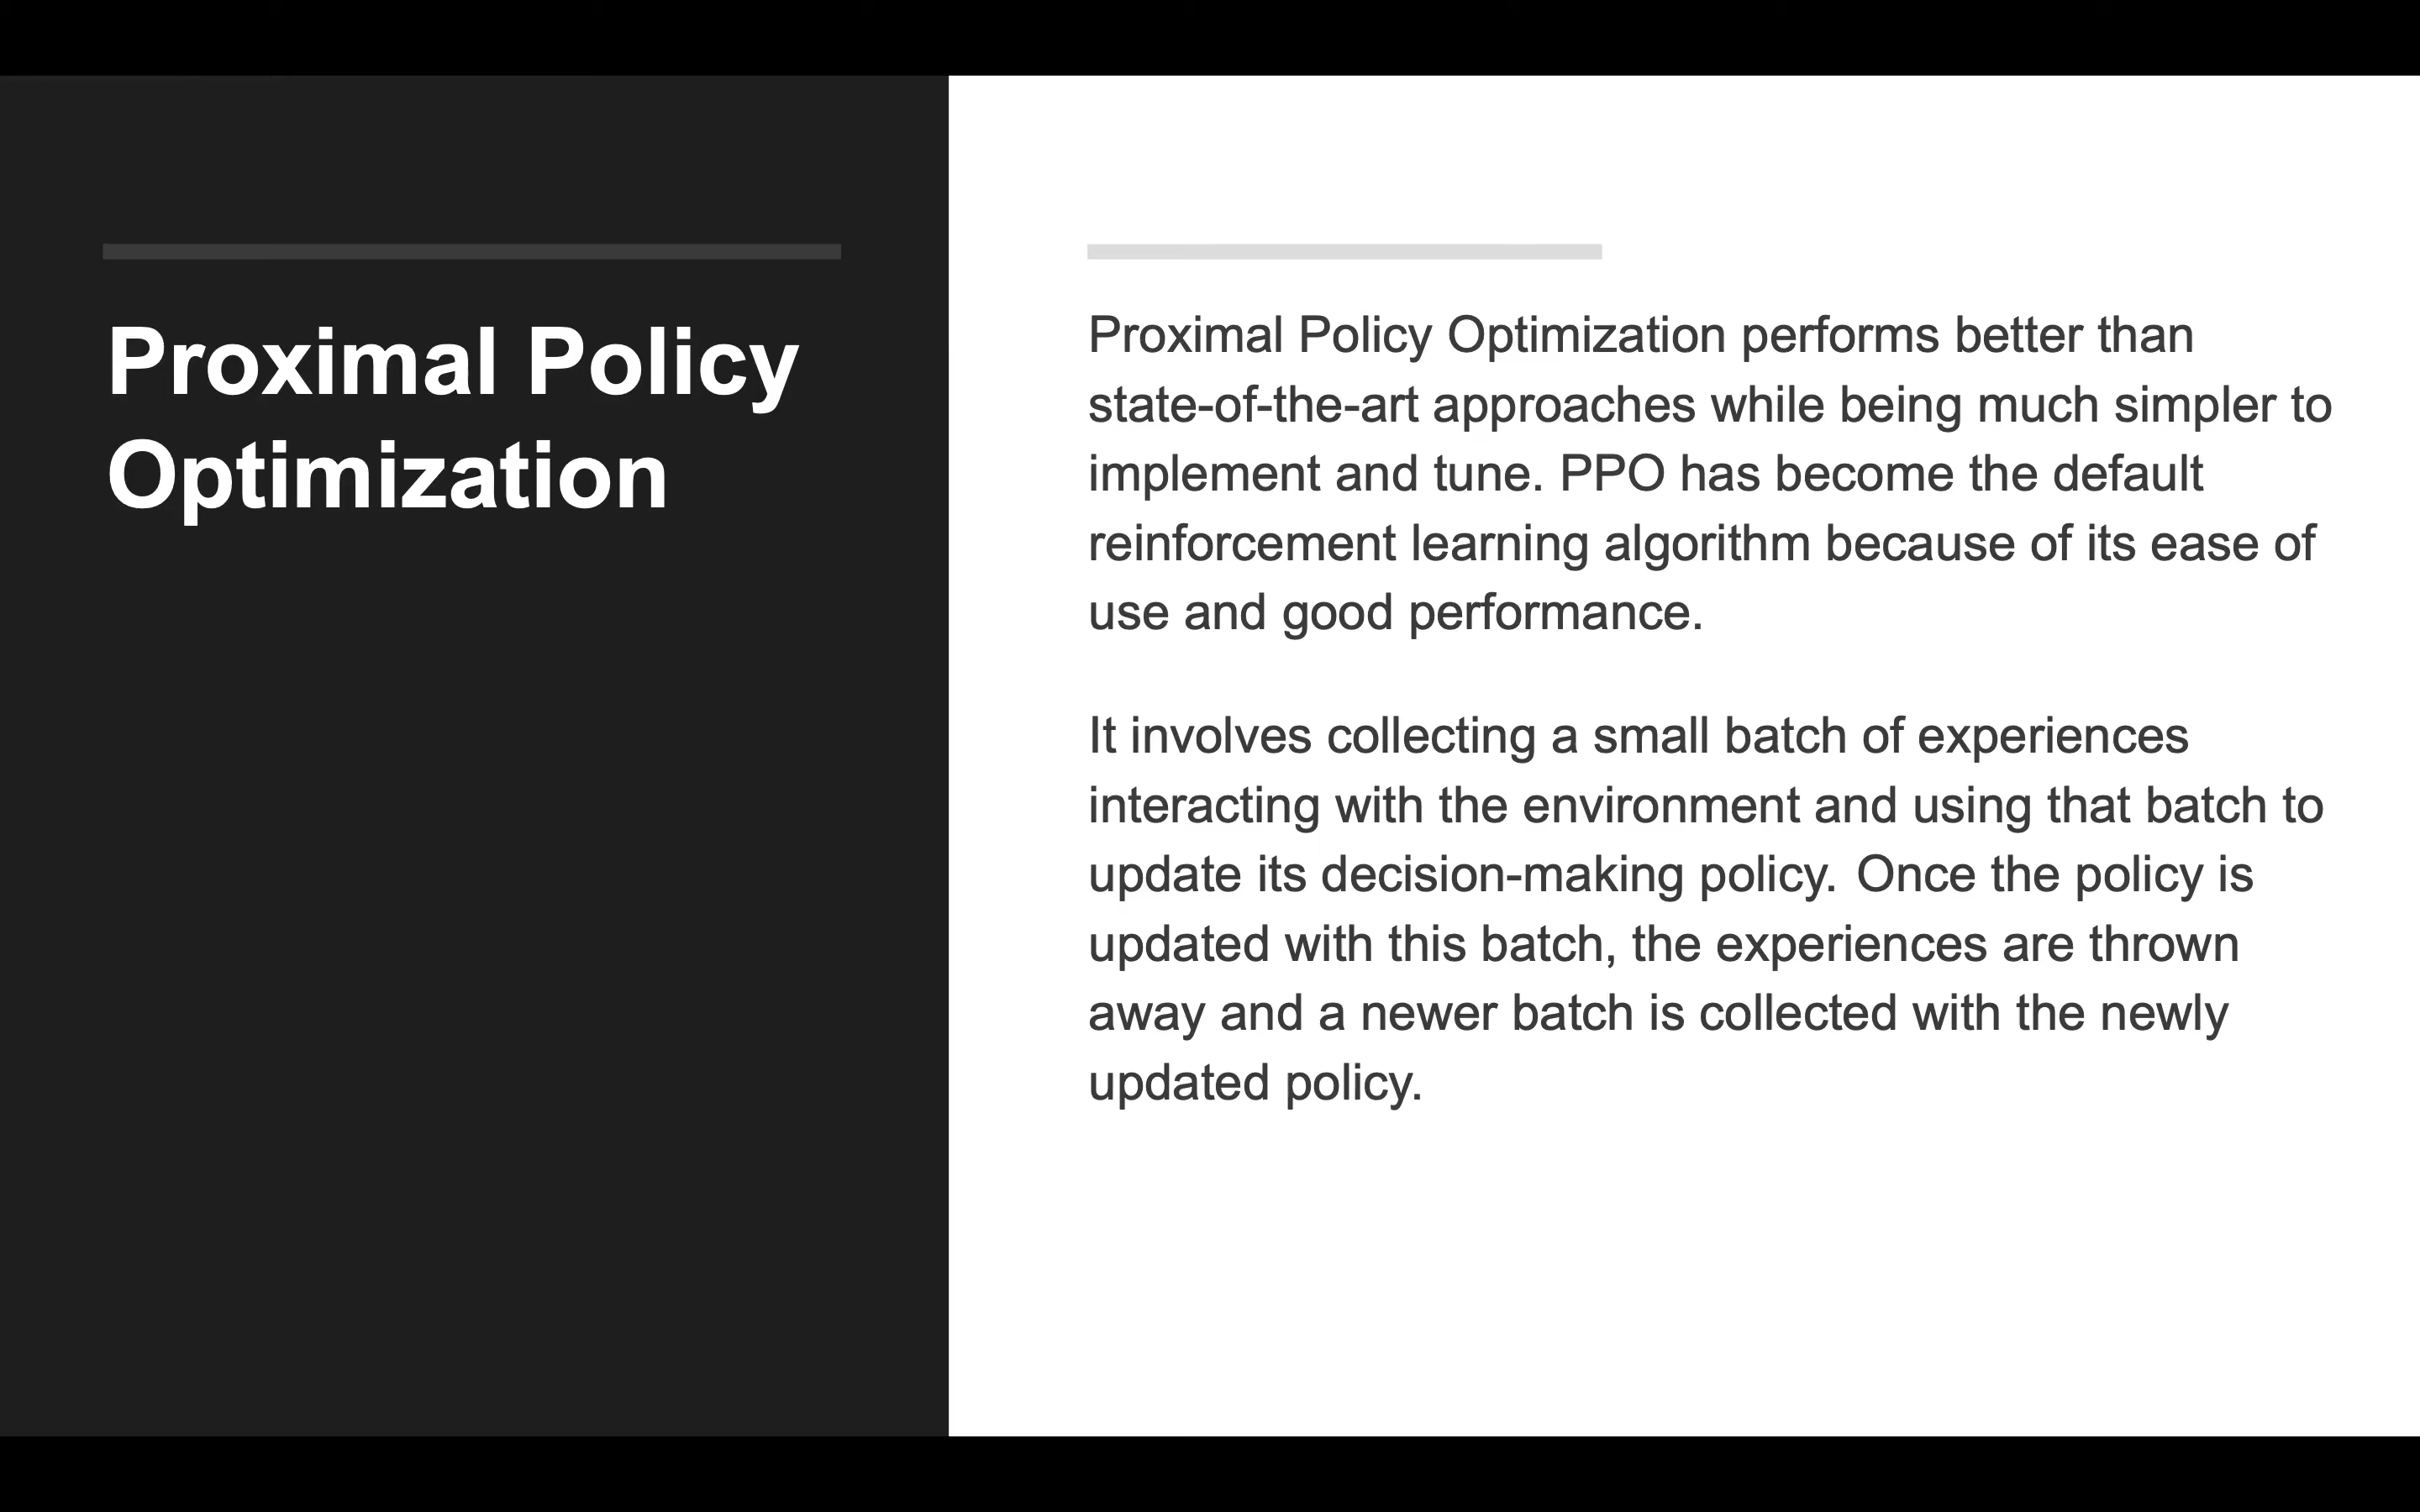 Proximal Policy
Optimization
Proximal Policy Optimization performs better than
state-of-the-art approaches while being much simpler to
implement and tune. PPO has become the default
reinforcement learning algorithm because of its ease of
use and good performance.
It involves collecting a small batch of experiences
interacting with the environment and using that batch to
update its decision-making policy. Once the policy is
updated with this batch, the experiences are thrown
away and a newer batch is collected with the newly
updated policy.